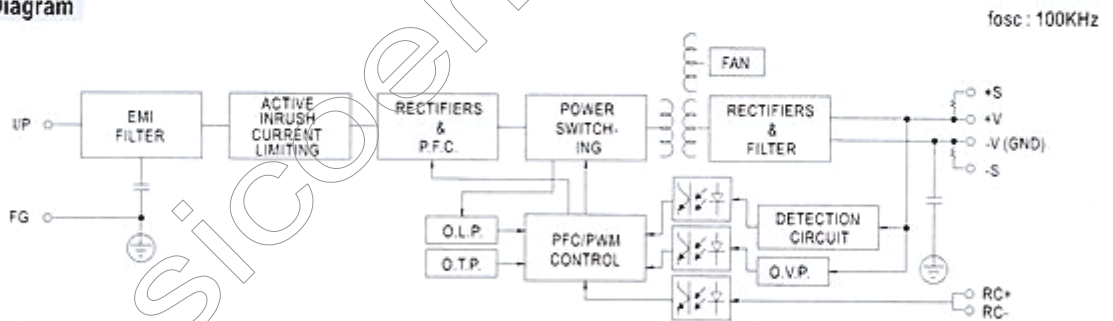 Diagram
fosc : 100KHz
I/P
EMI
FILTER
ACTIVE
INRUSH
CURRENT
LIMITING
RECTIFIERS
&
P.F.C.
POWER
SWITCH-
ING
FAN
RECTIFIERS
&
FILTER
+S
+V
-V (GND)
-S
FG
O.L.P.
O.T.P.
PFC/PWM
CONTROL
DETECTION
CIRCUIT
O.V.P.
RC+
RC-
sicoen